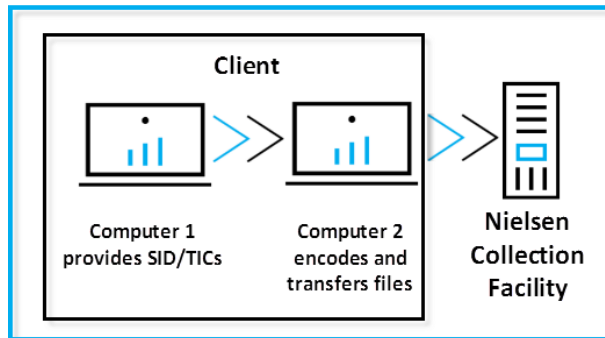 Client
Computer 1
provides SID/TICs
Computer 2
encodes and
transfers files
Nielsen
Collection
Facility